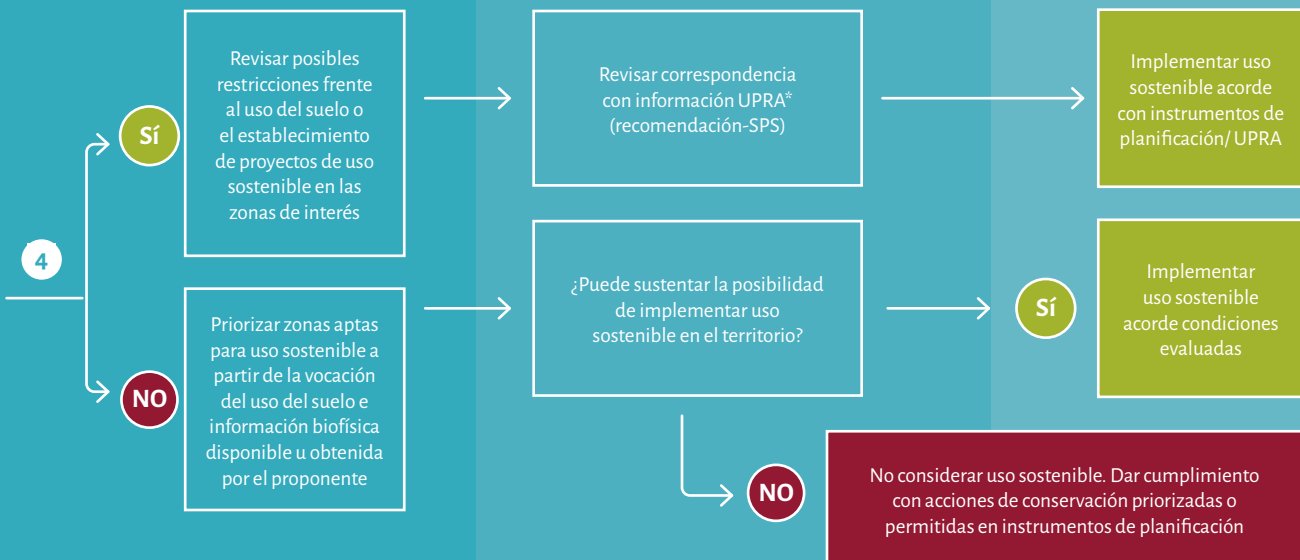 4
Sí
Revisar posibles
restricciones frente
al uso del suelo o
el establecimiento
de proyectos de uso
sostenible en las
zonas de interés
Revisar correspondencia
con información UPRA*
(recomendación-SPS)
Implementar uso
sostenible acorde
con instrumentos de
planificación/ UPRA
NO
Priorizar zonas aptas
para uso sostenible a
partir de la vocación
del uso del suelo e
información biofísica
disponible u obtenida
por el proponente
¿Puede sustentar la posibilidad
de implementar uso
sostenible en el territorio?
Sí
Implementar
uso sostenible
acorde condiciones
evaluadas
NO
No considerar uso sostenible. Dar cumplimiento
con acciones de conservación priorizadas o
permitidas en instrumentos de planificación